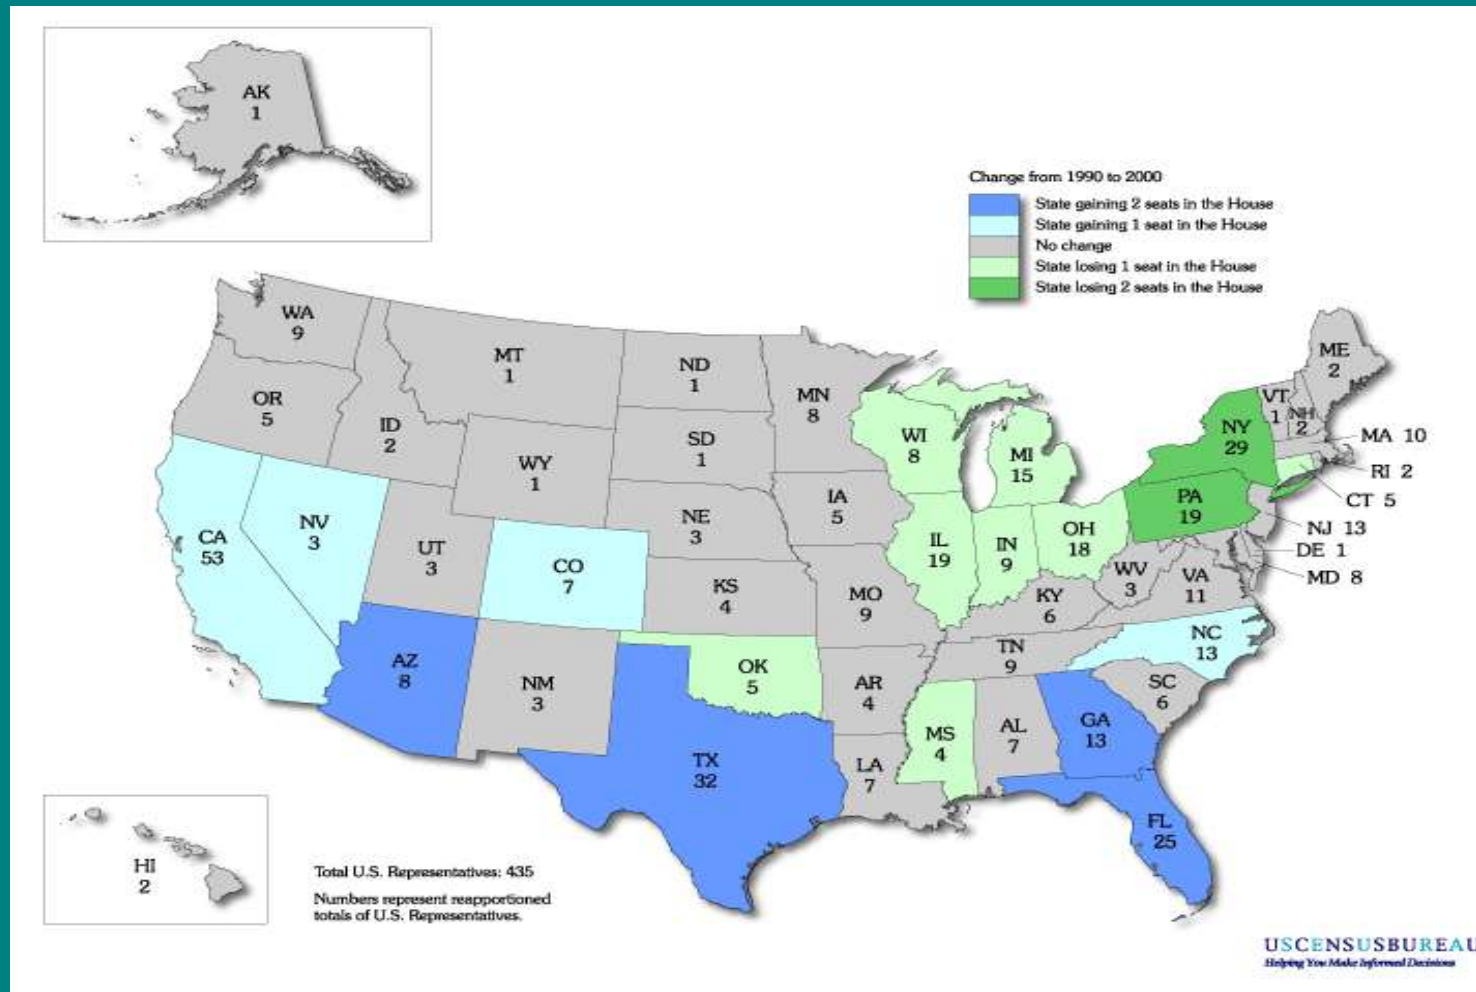 AK
1
Change from 1990 to 2000
State gaining 2 seats in the House
State gaining 1 seat in the House
No change
State losing 1 seat in the House
State losing 2 seats in the House
WA
9
MT
1
ND
1
MN
8
ME
2
VT
1
NH
2
OR
5
ID
2
WY
1
SD
1
WI
8
MI
15
NY
29
MA 10
RI 2
CT 5
NJ 13
DE 1
MD 8
PA
19
CA
53
NV
3
UT
3
CO
7
NE
3
IA
5
IL
19
IN
9
OH
18
KS
4
MO
9
KY
6
WV
3
VA
11
AZ
8
NM
3
OK
5
AR
4
TN
9
NC
13
SC
6
TX
32
LA
7
MS
4
AL
7
GA
13
FL
25
HI
2
Total U.S. Representatives: 435
Numbers represent reapportioned
totals of U.S. Representatives.
USCENSUSBUREAU
Helping You Make Informed Decisions